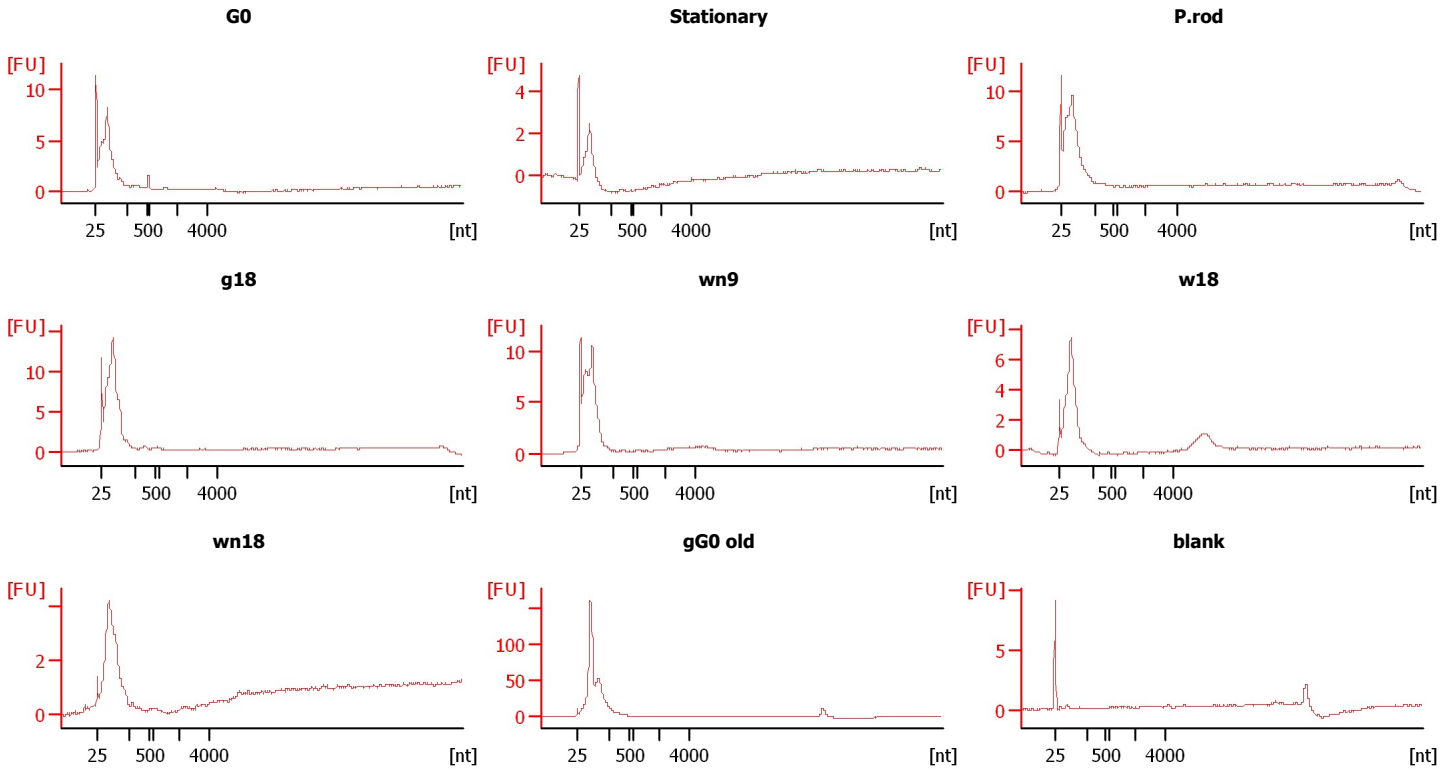 G0 Stationary P.rod
[FU] [FU] [FU]
10 4 10
5 2 5
0 0 0
25 500 4000 [nt] 25 500 4000 [nt] 25 500 4000 [nt]
g18 wn9 w18
[FU] [FU] [FU]
10 10 6
5 5 4
0 0 2
0
25 500 4000 [nt] 25 500 4000 [nt] 25 500 4000 [nt]
wn18 gG0 old blank
[FU] [FU] [FU]
2 100 5
0 50 0
0
25 500 4000 [nt] 25 500 4000 [nt] 25 500 4000 [nt]